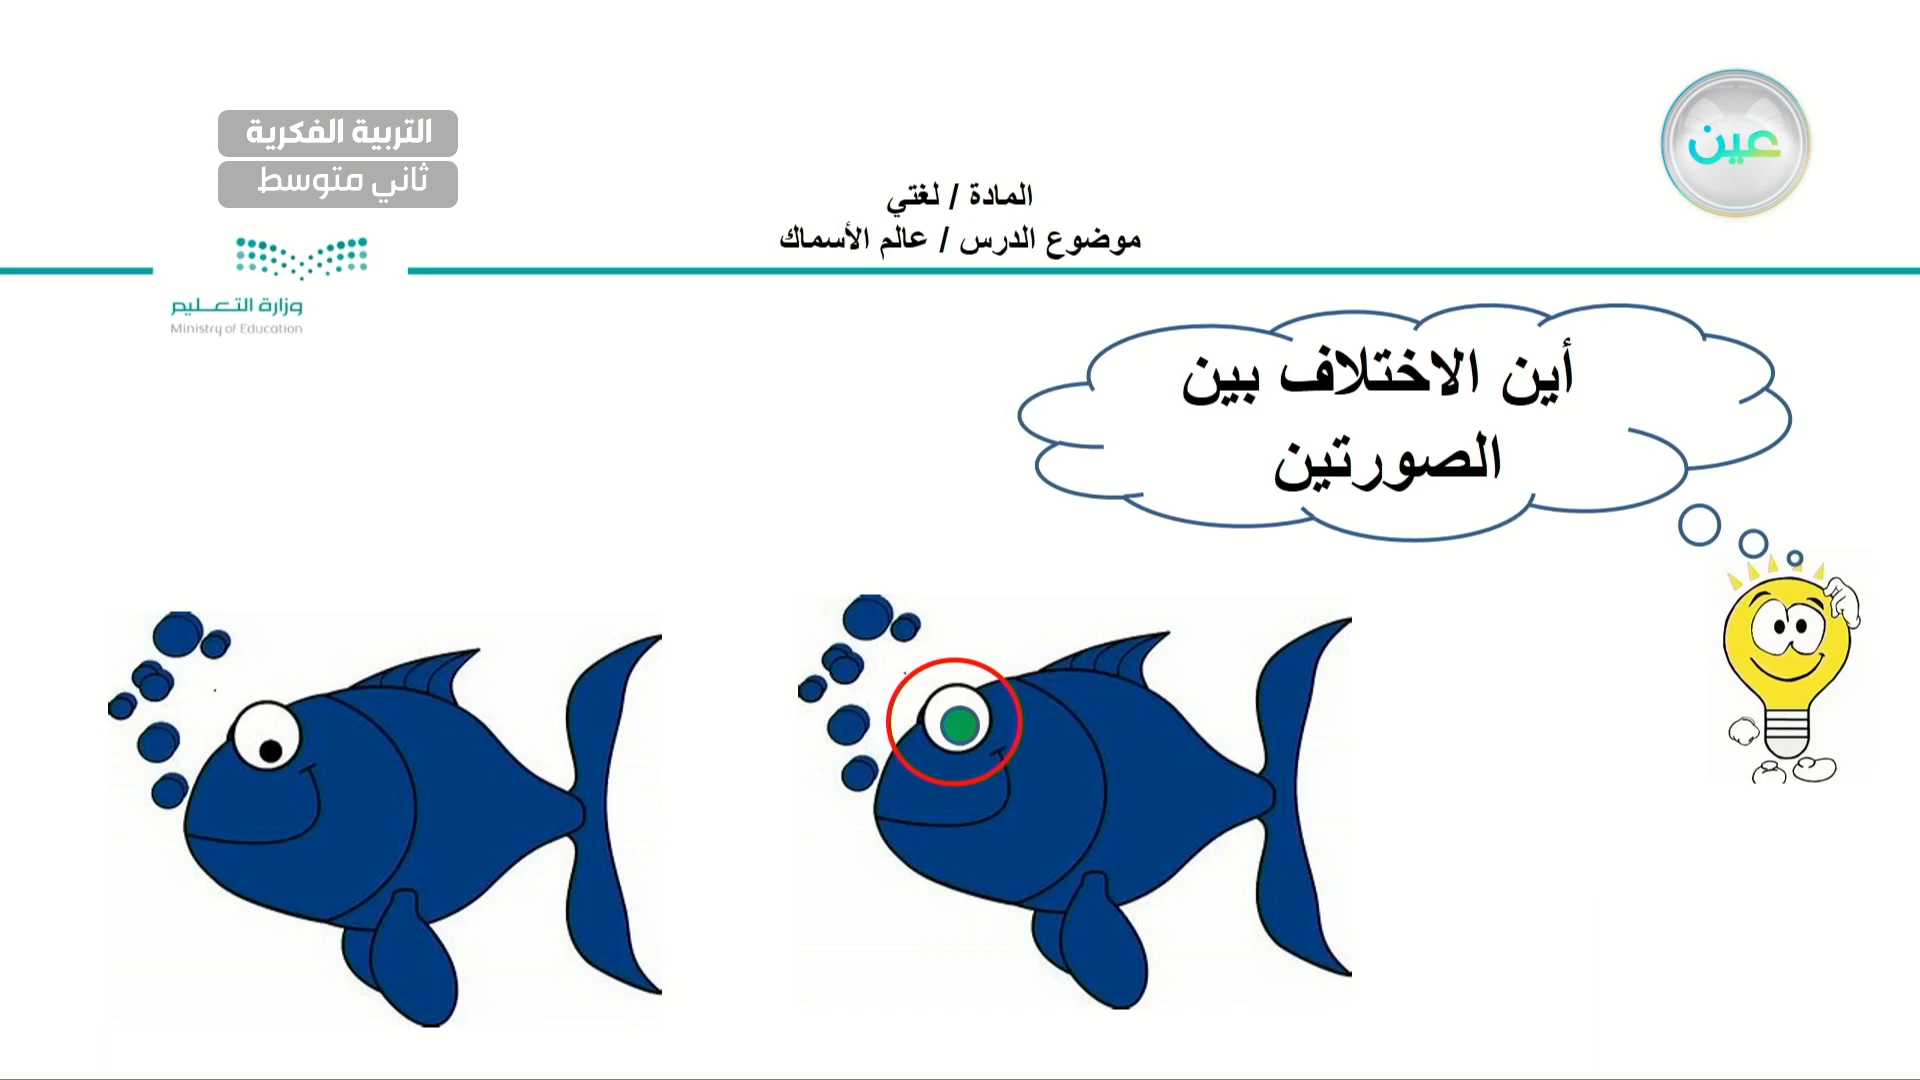 عين
التربية الفكرية
ثاني متوسط
المادة / لغتي
موضوع الدرس / عالم الأسماك
وزارة التعليم
Ministry of Education
أين الاختلاف بين
الصورتين